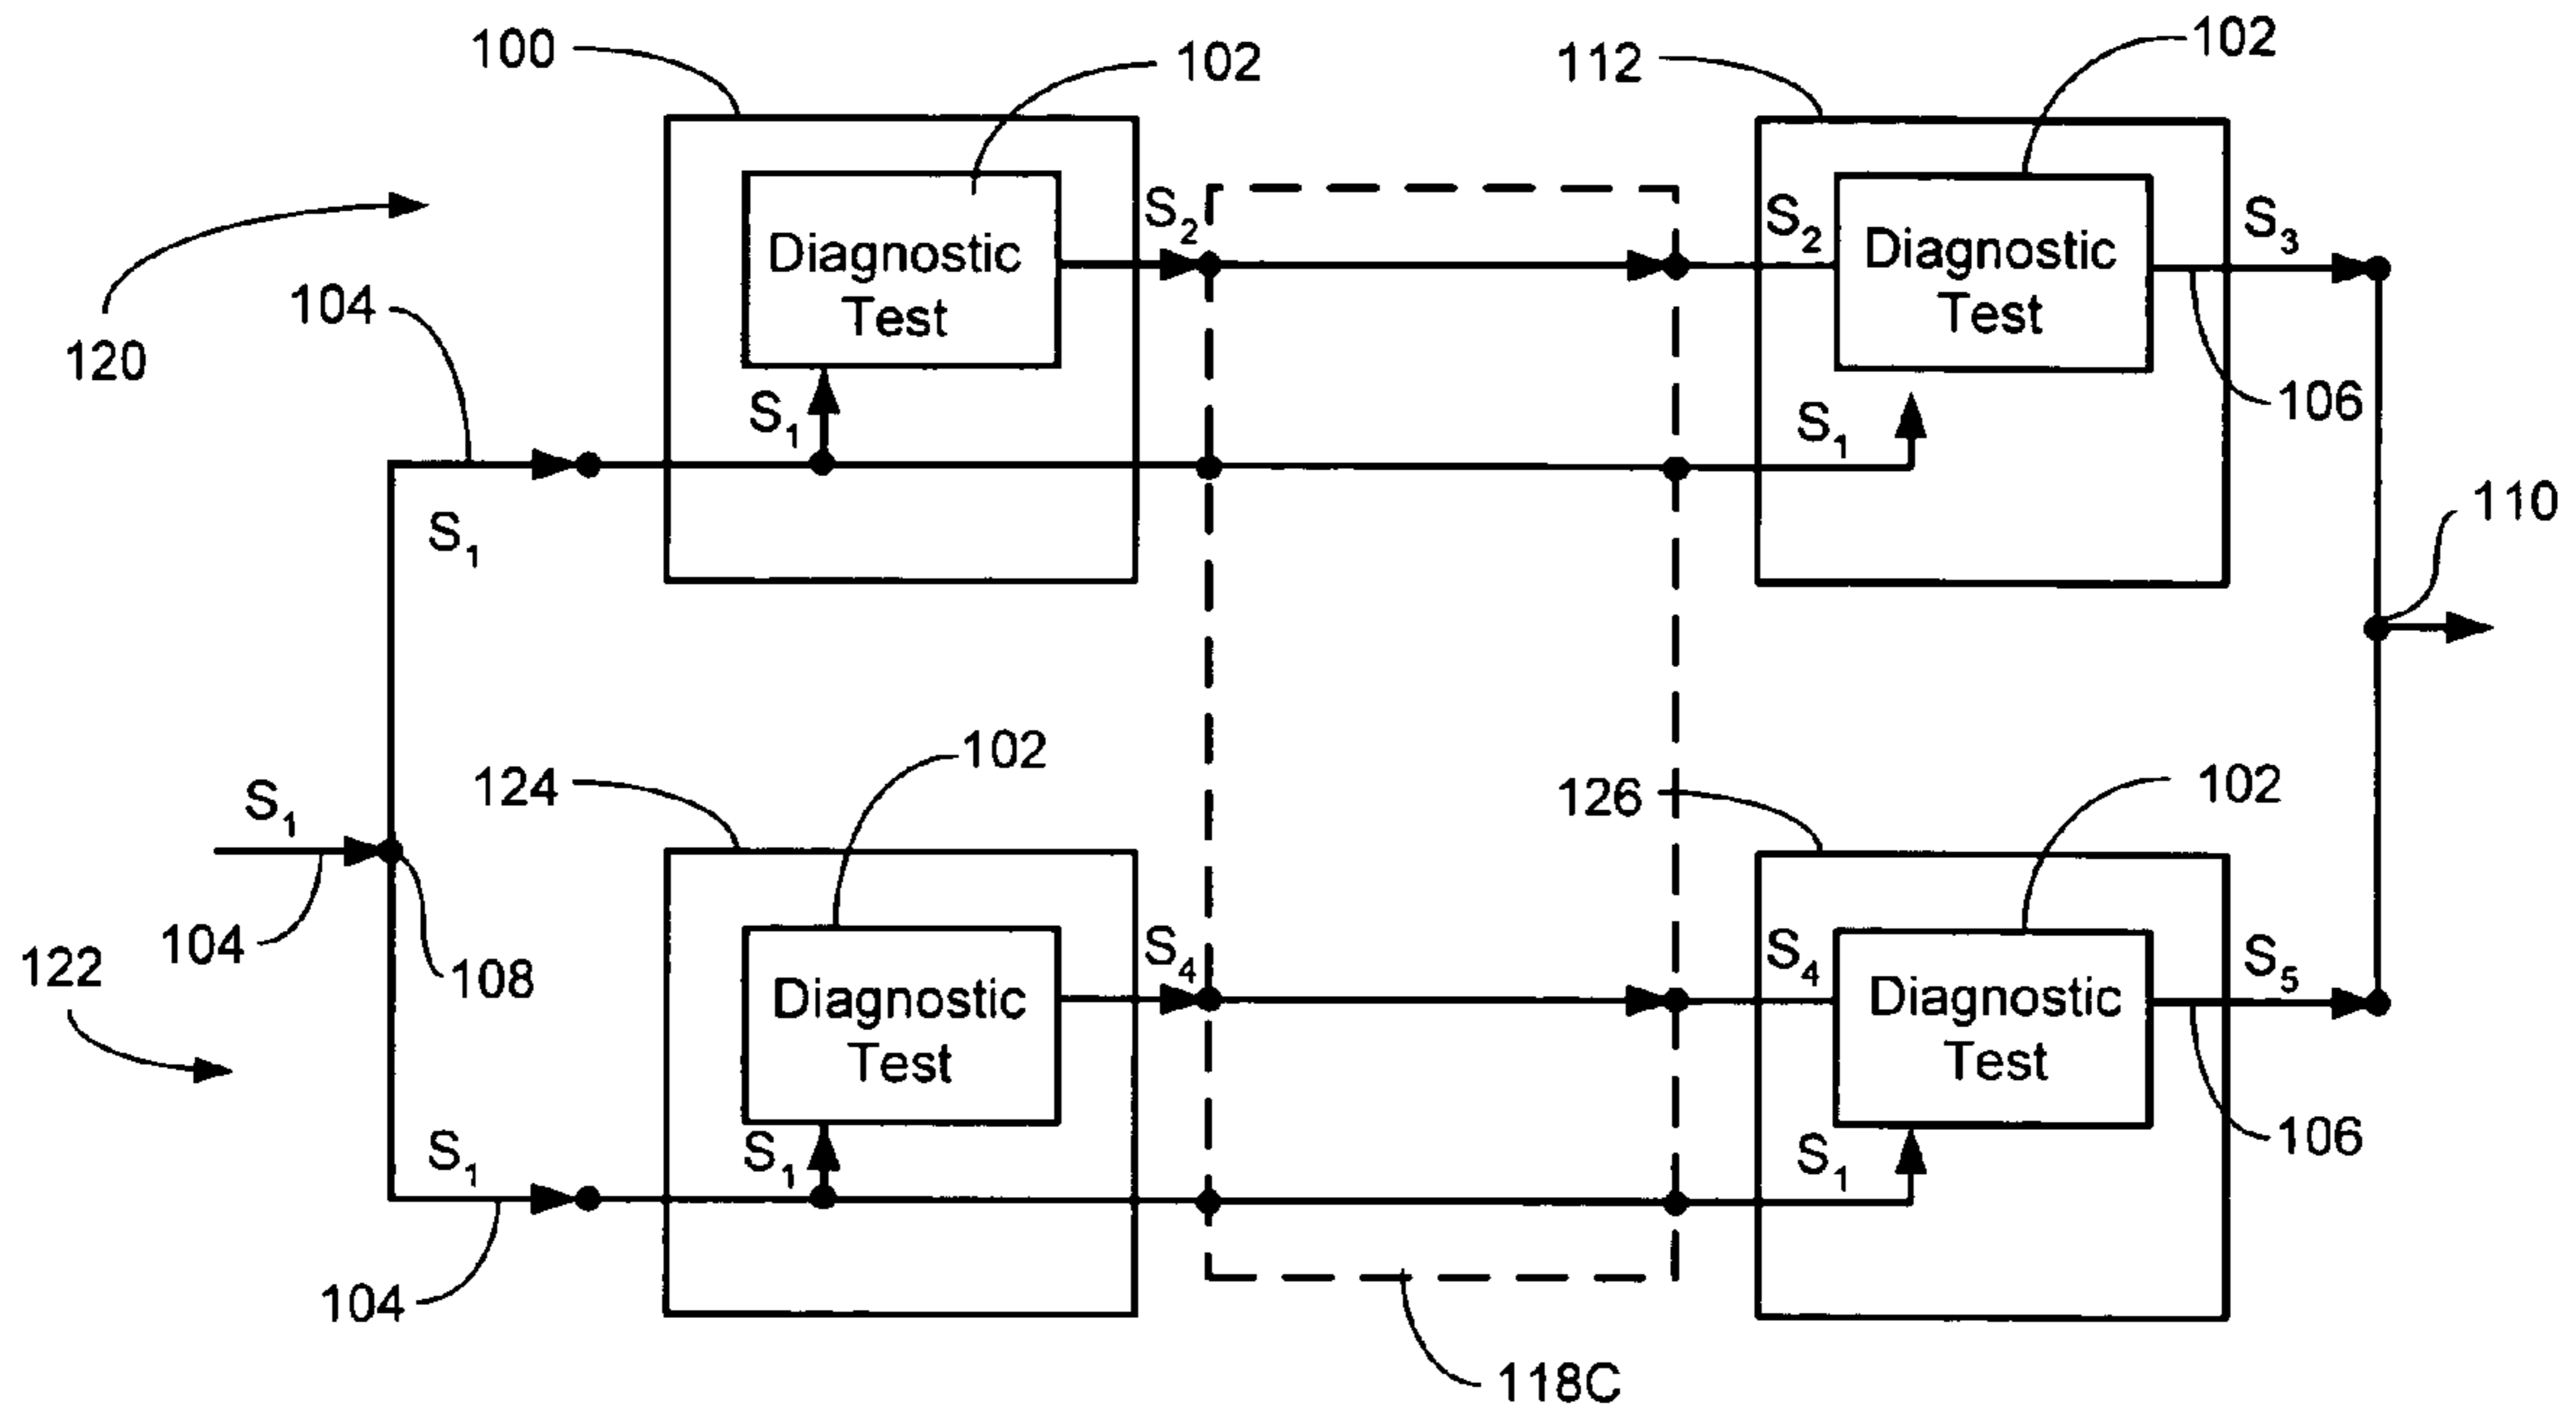 100
102
112
102
S2
S2
S3
Diagnostic
Test
Diagnostic
Test
104
120
106
S1
S1
S1
110
124
102
126
102
S1
104
122
108
S4
S4
S5
Diagnostic
Test
Diagnostic
Test
S1
S1
S1
106
104
118C